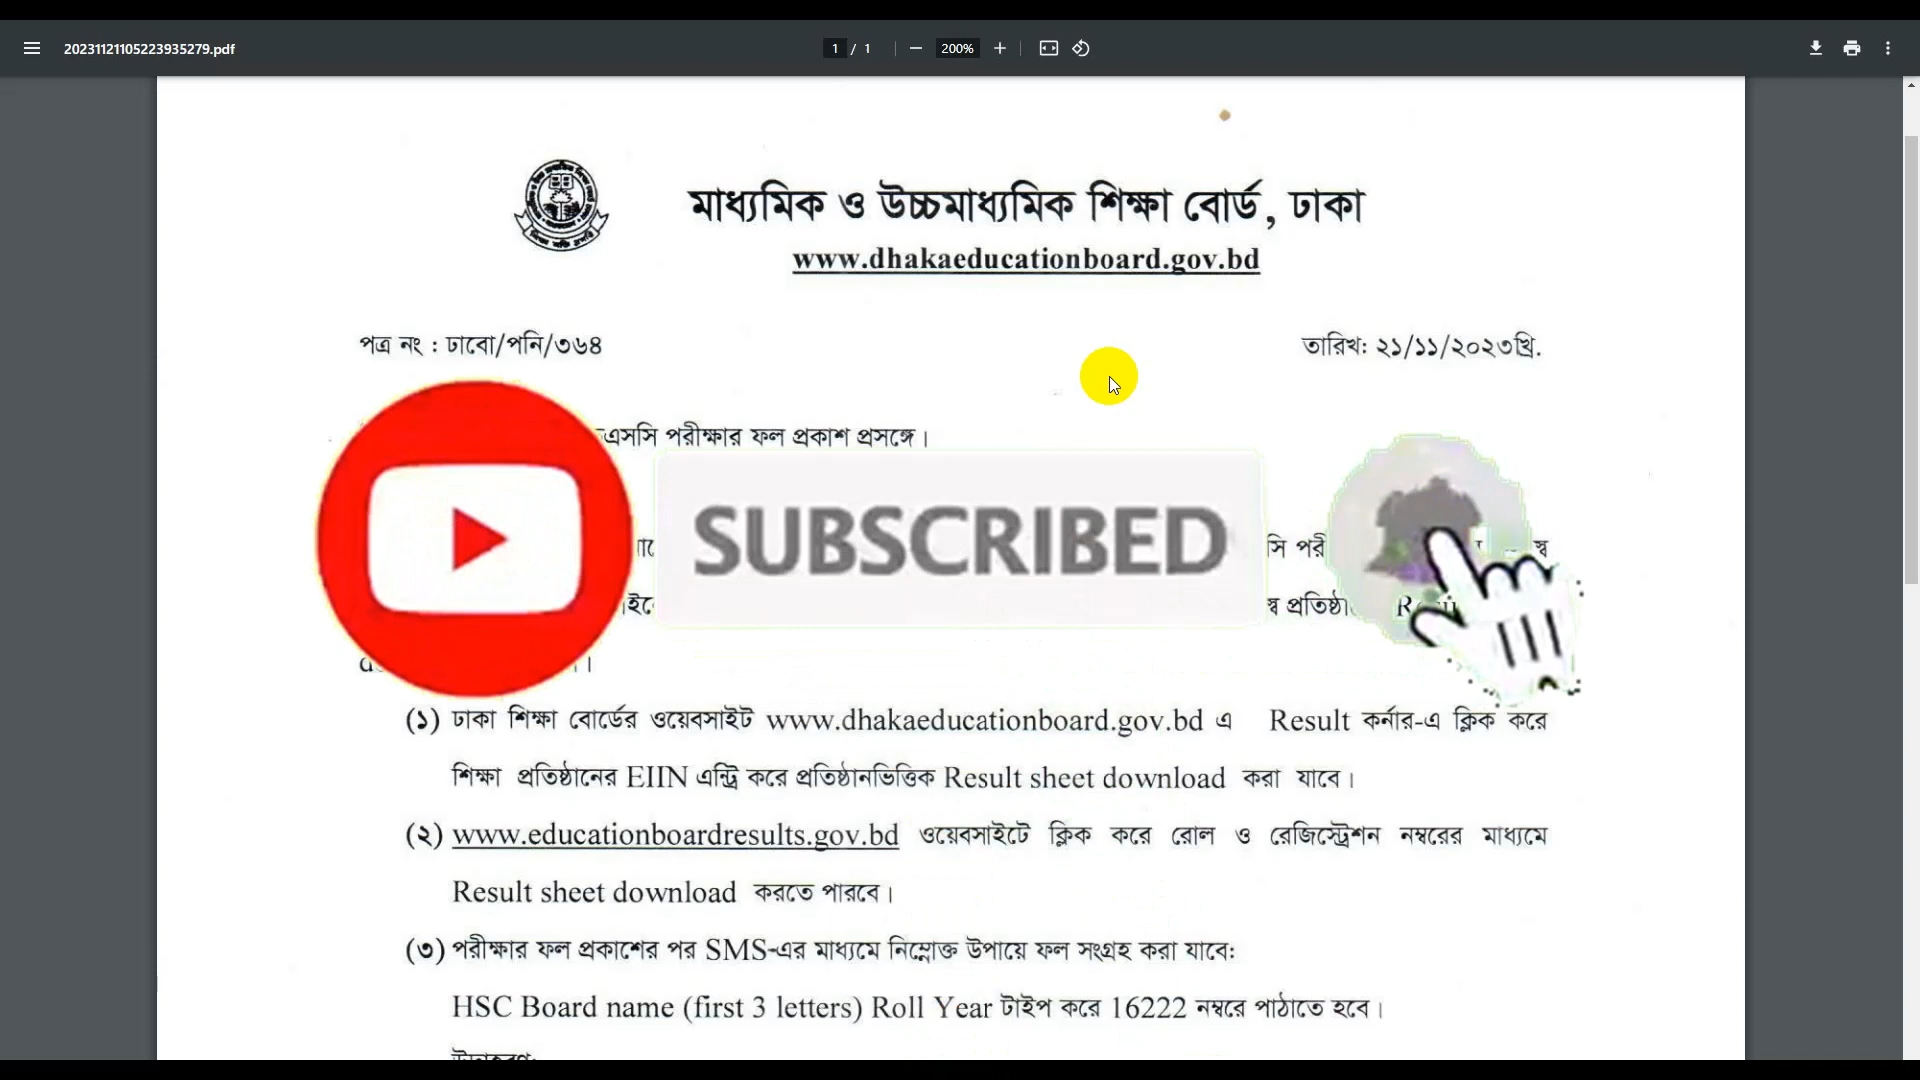 20231121105223935279.pdf
1 / 1
200%
মাধ্যমিক ও উচ্চমাধ্যমিক শিক্ষা বোর্ড, ঢাকা
www.dhakaeducationboard.gov.bd
পত্র নং : ঢাবো/পনি/৩৬৪
তারিখ: ২১/১১/২০২৩খ্রি.
এসসি পরীক্ষার ফল প্রকাশ প্রসঙ্গে।
SUBSCRIBED
(১) ঢাকা শিক্ষা বোর্ডের ওয়েবসাইট www.dhakaeducationboard.gov.bd এ Result কর্নার-এ ক্লিক করে
শিক্ষা প্রতিষ্ঠানের EIIN এন্ট্রি করে প্রতিষ্ঠানভিত্তিক Result sheet download করা যাবে।
(২) www.educationboardresults.gov.bd ওয়েবসাইটে ক্লিক করে রোল ও রেজিস্ট্রেশন নম্বরের মাধ্যমে
Result sheet download করতে পারবে।
(৩) পরীক্ষার ফল প্রকাশের পর SMS-এর মাধ্যমে নিম্নোক্ত উপায়ে ফল সংগ্রহ করা যাবে:
HSC Board name (first 3 letters) Roll Year টাইপ করে 16222 নম্বরে পাঠাতে হবে।